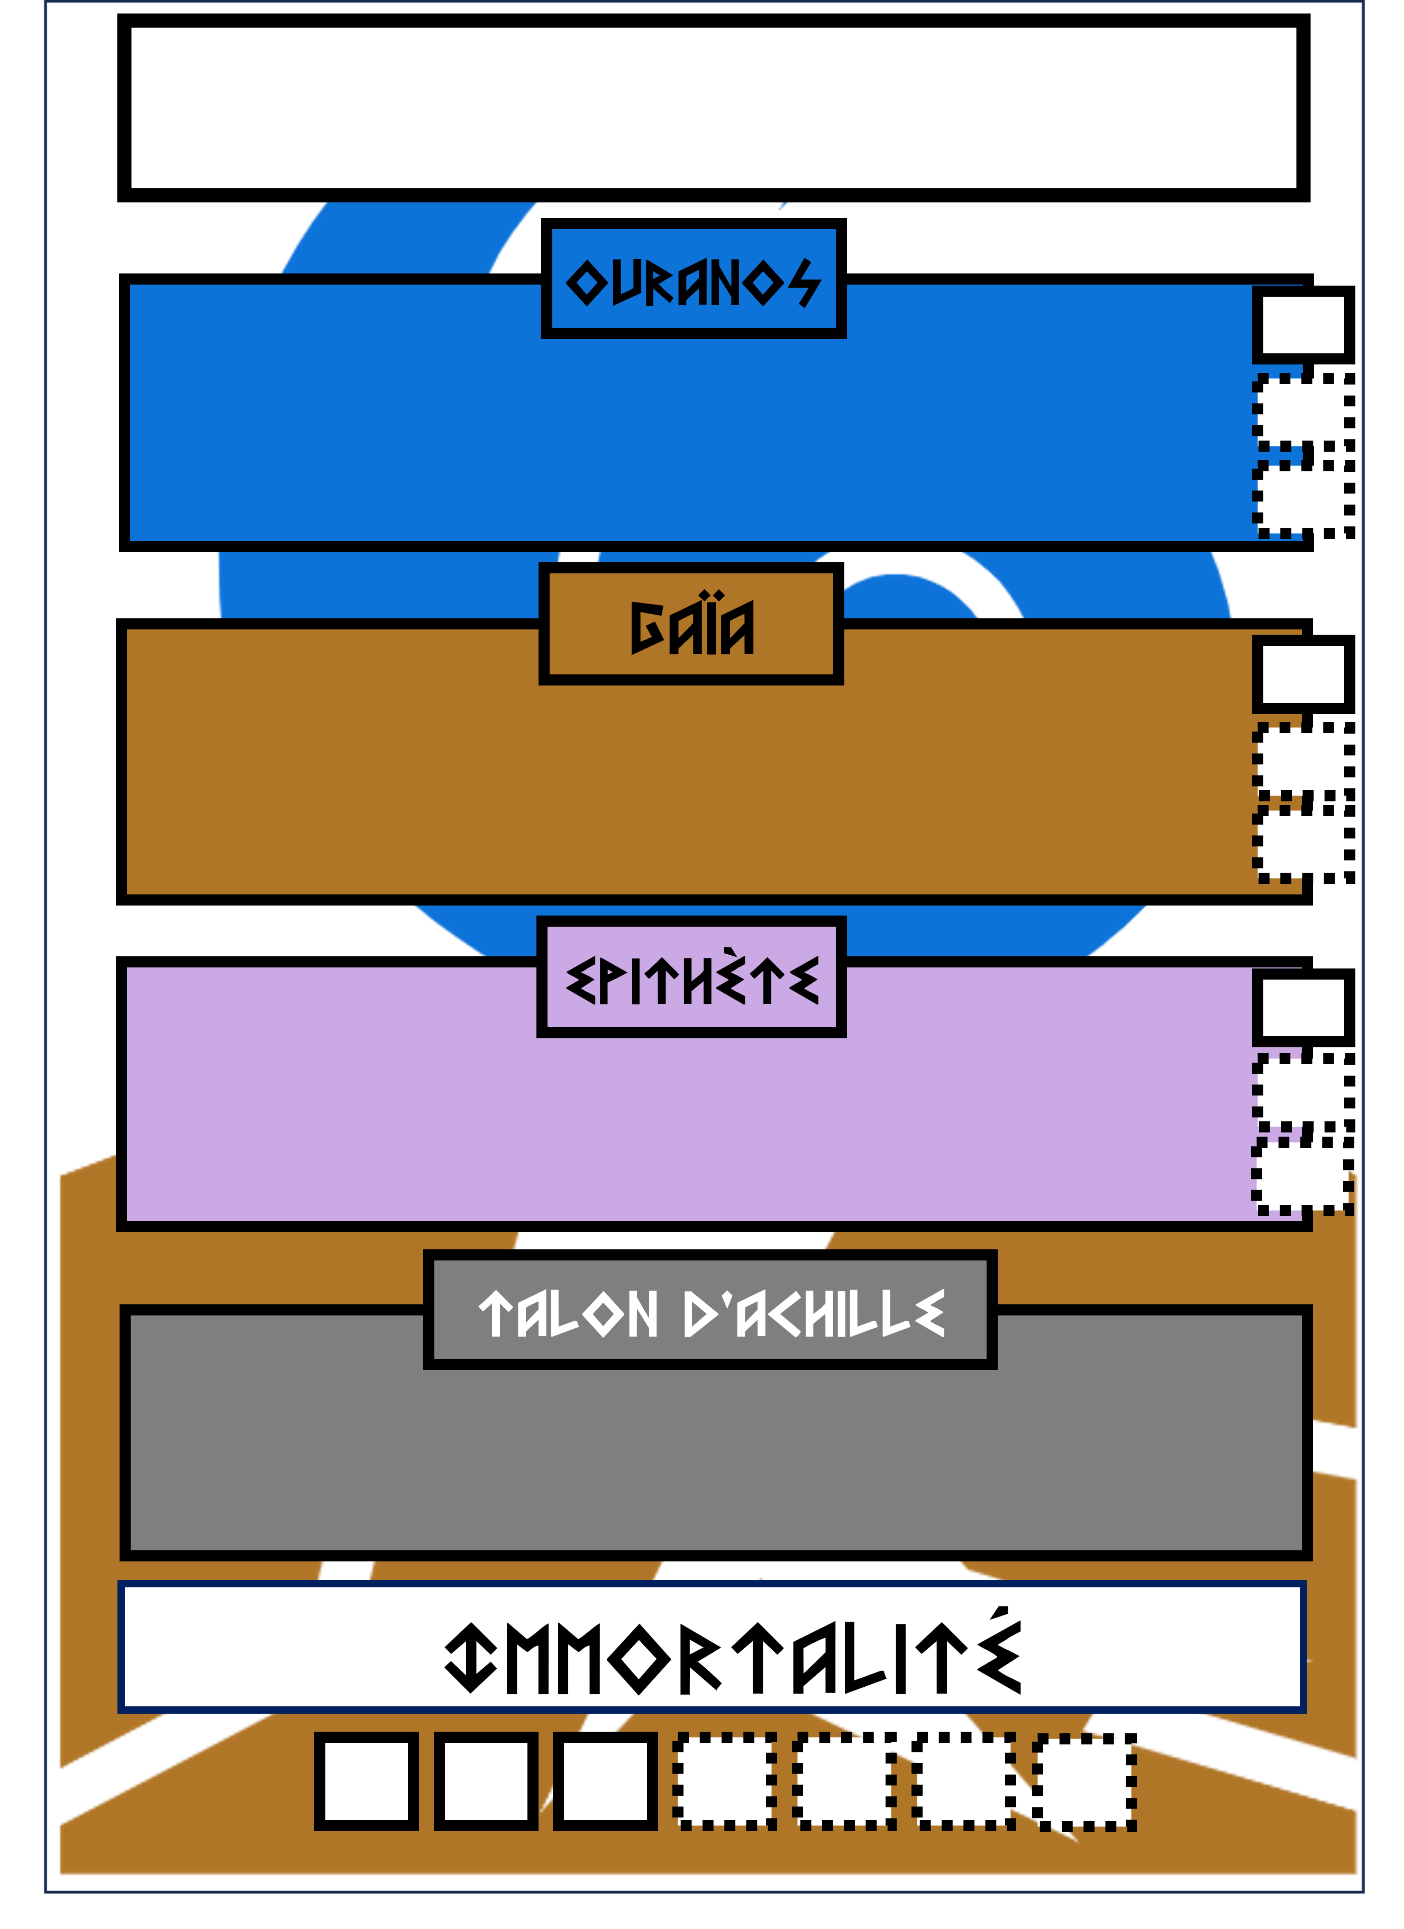 OURANOS
GAÏA
EPITHÈTE
TALON D'ACHILLE
IMMORTALITÉ